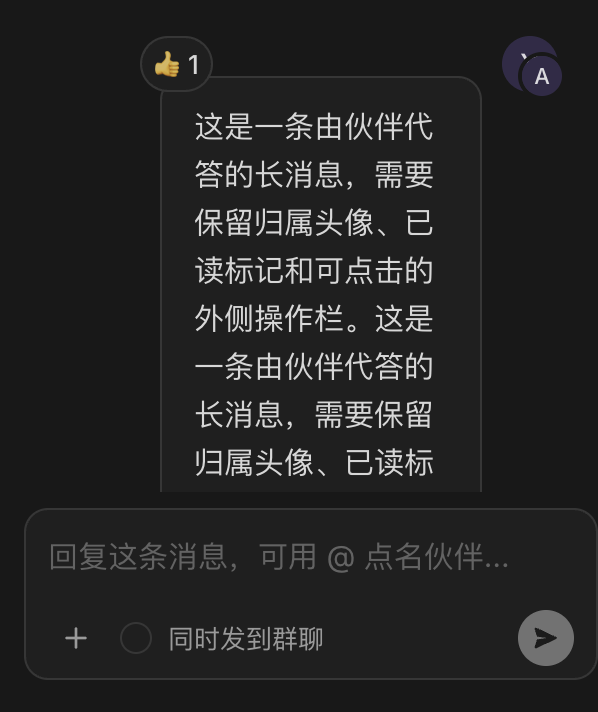 👍 1
A
这是一条由伙伴代
答的长消息，需要
保留归属头像、已
读标记和可点击的
外侧操作栏。这是
一条由伙伴代答的
长消息，需要保留
归属头像、已读标
回复这条消息，可用 @ 点名伙伴...
同时发到群聊